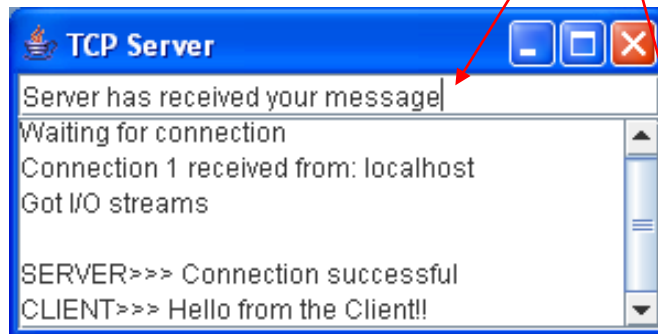 TCP Server
Server has received your message
Waiting for connection
Connection 1 received from: localhost
Got I/O streams
SERVER>>> Connection successful
CLIENT>>> Hello from the Client!!